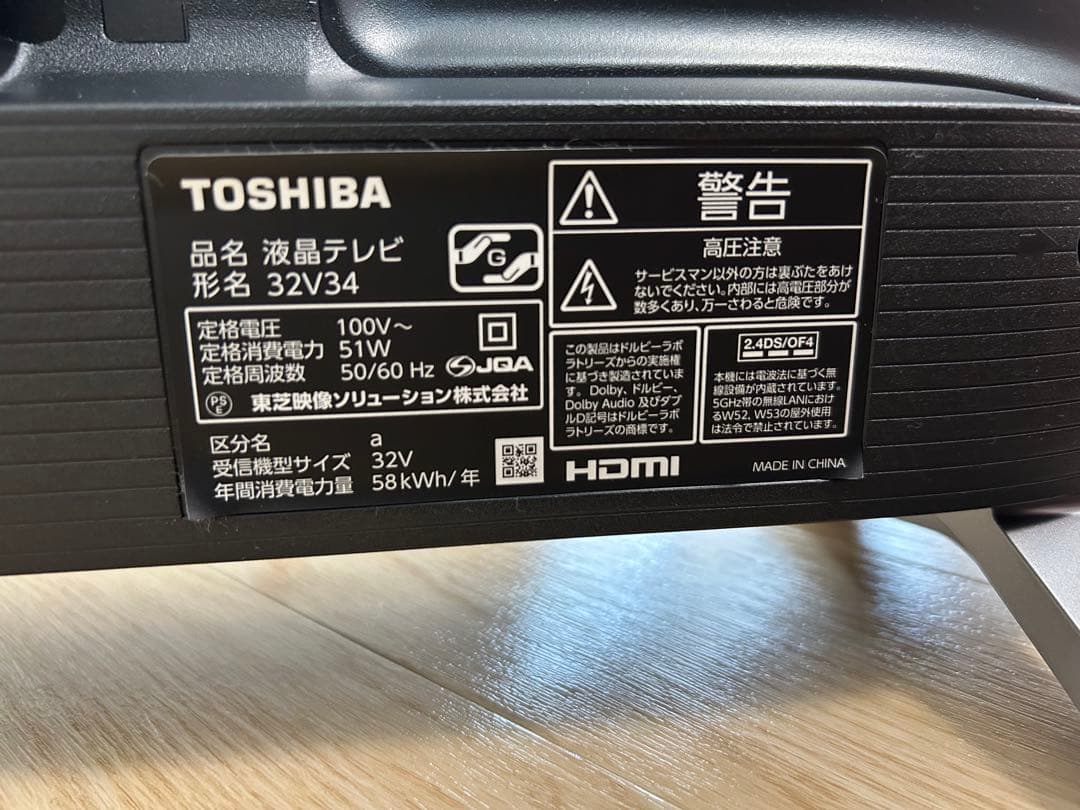 TOSHIBA
品名 液晶テレビ
形名 32V34
G
定格電圧 100V～
定格消費電力 51W
定格周波数 50/60 Hz
JQA
PS
E
東芝映像ソリューション株式会社
区分名 a
受信機型サイズ 32V
年間消費電力量 58kWh/年
警告
高圧注意
サービスマン以外の方は裏ぶたをあけ
ないでください。内部には高電圧部分が
数多くあり、万一さわると危険です。
この製品はドルビーラボ
ラトリーズからの実施権
に基づき製造されていま
す。Dolby、ドルビー、
Dolby Audio 及びダブ
ルD記号はドルビーラボ
ラトリーズの商標です。
2.4DS/OF4
本機には電波法に基づく無
線設備が内蔵されています。
5GHz帯の無線LANにおけ
るW52、W53の屋外使用
は法令で禁止されています。
HDMI
MADE IN CHINA